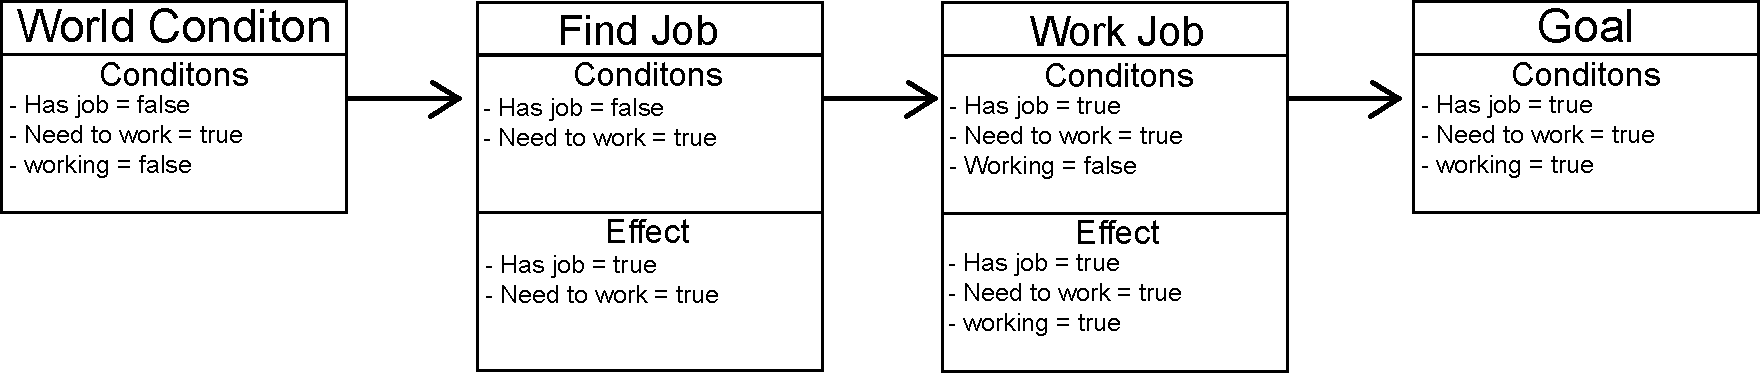 World Conditon
Conditons
- Has job = false
- Need to work = true
- working = false
Find Job
Conditons
- Has job = false
- Need to work = true
Effect
- Has job = true
- Need to work = true
Work Job
Conditons
- Has job = true
- Need to work = true
- Working = false
Effect
- Has job = true
- Need to work = true
- working = true
Goal
Conditons
- Has job = true
- Need to work = true
- working = true